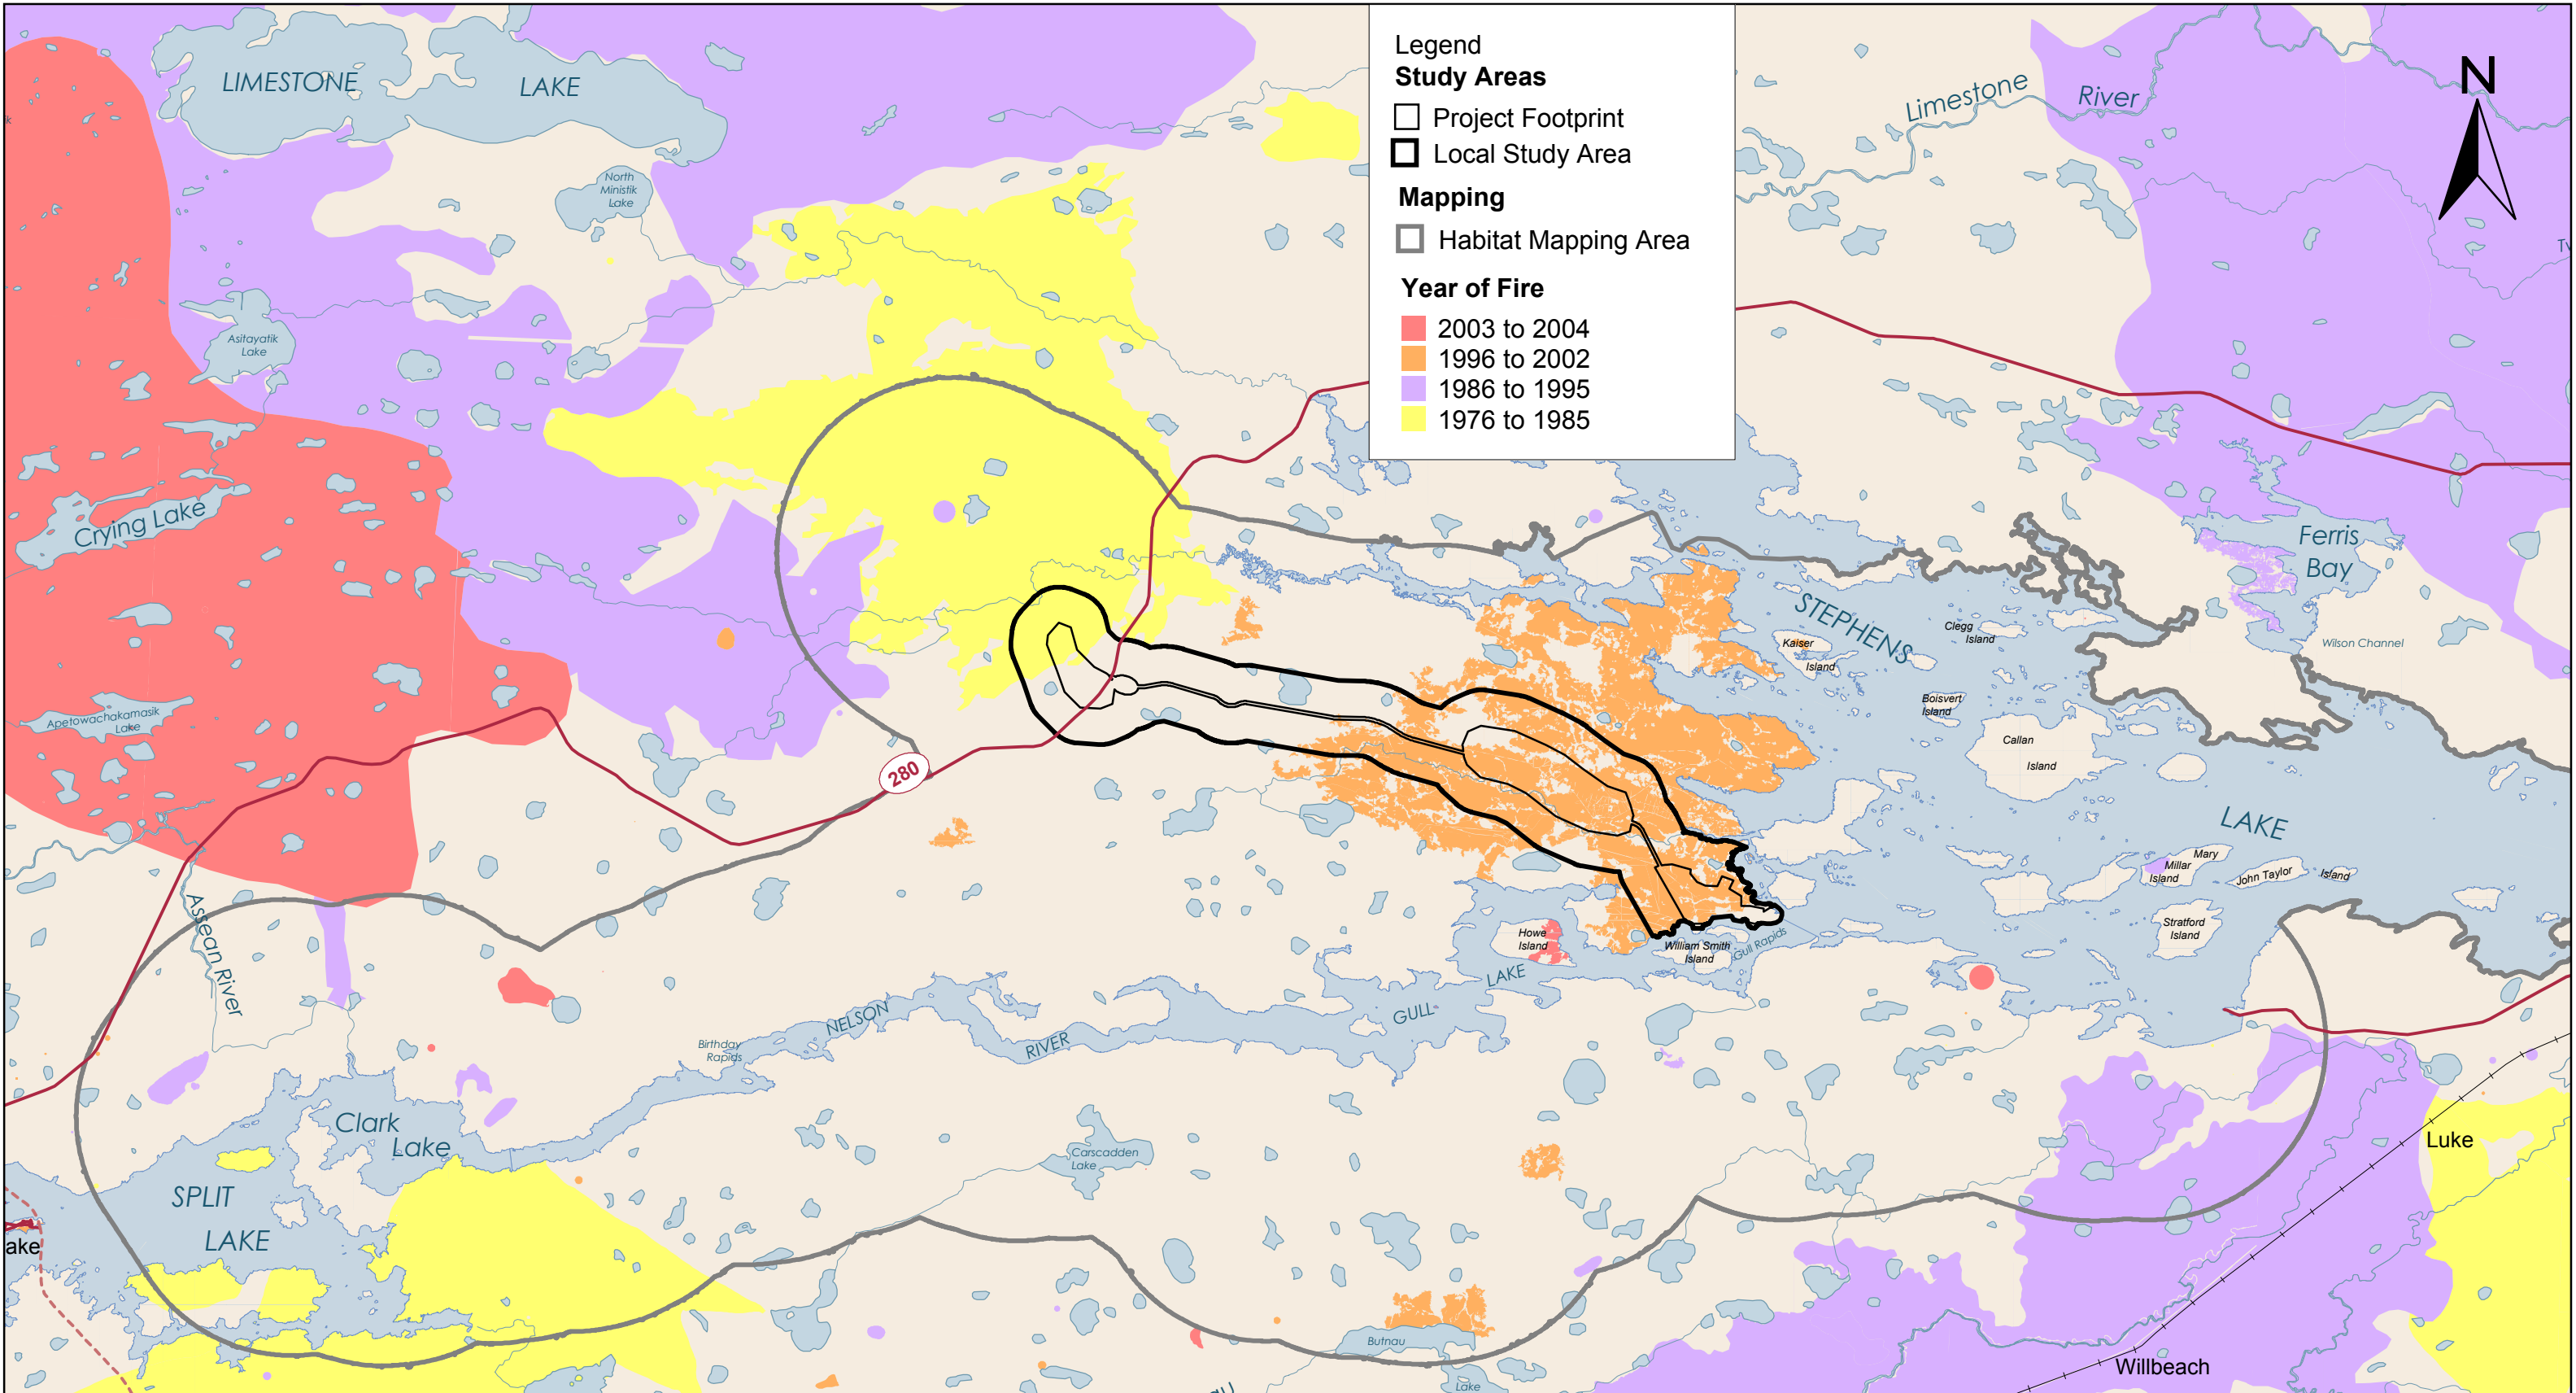 Legend
Study Areas
Project Footprint
Local Study Area
Mapping
Habitat Mapping Area
Year of Fire
2003 to 2004
1996 to 2002
1986 to 1995
1976 to 1985
N
LIMESTONE LAKE
Limestone River
North
Ministik
Lake
Asitayatik
Lake
Crying Lake
Apetowachakamasik
Lake
280
Assean River
Ferris
Bay
Wilson Channel
STEPHENS
LAKE
Kaiser
Island
Clegg
Island
Boisvert
Island
Callan
Island
Mary
Millar
Island
John Taylor
Island
Stratford
Island
Howe
Island
William Smith
Island
Gull Rapids
GULL LAKE
NELSON
RIVER
Birthday
Rapids
Clark
Lake
SPLIT
LAKE
ake
Carscadden
Lake
Butnau
Lake
Luke
Willbeach